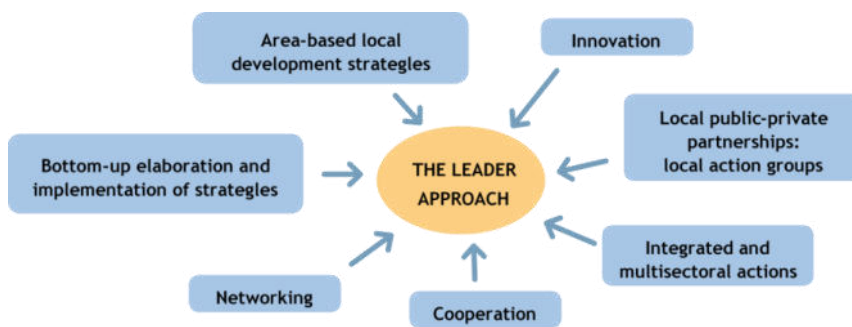 Area-based local
development strategies
Innovation
Local public-private
partnerships:
local action groups
Bottom-up elaboration and
implementation of strategies
THE LEADER
APPROACH
Integrated and
multisectoral actions
Networking
Cooperation